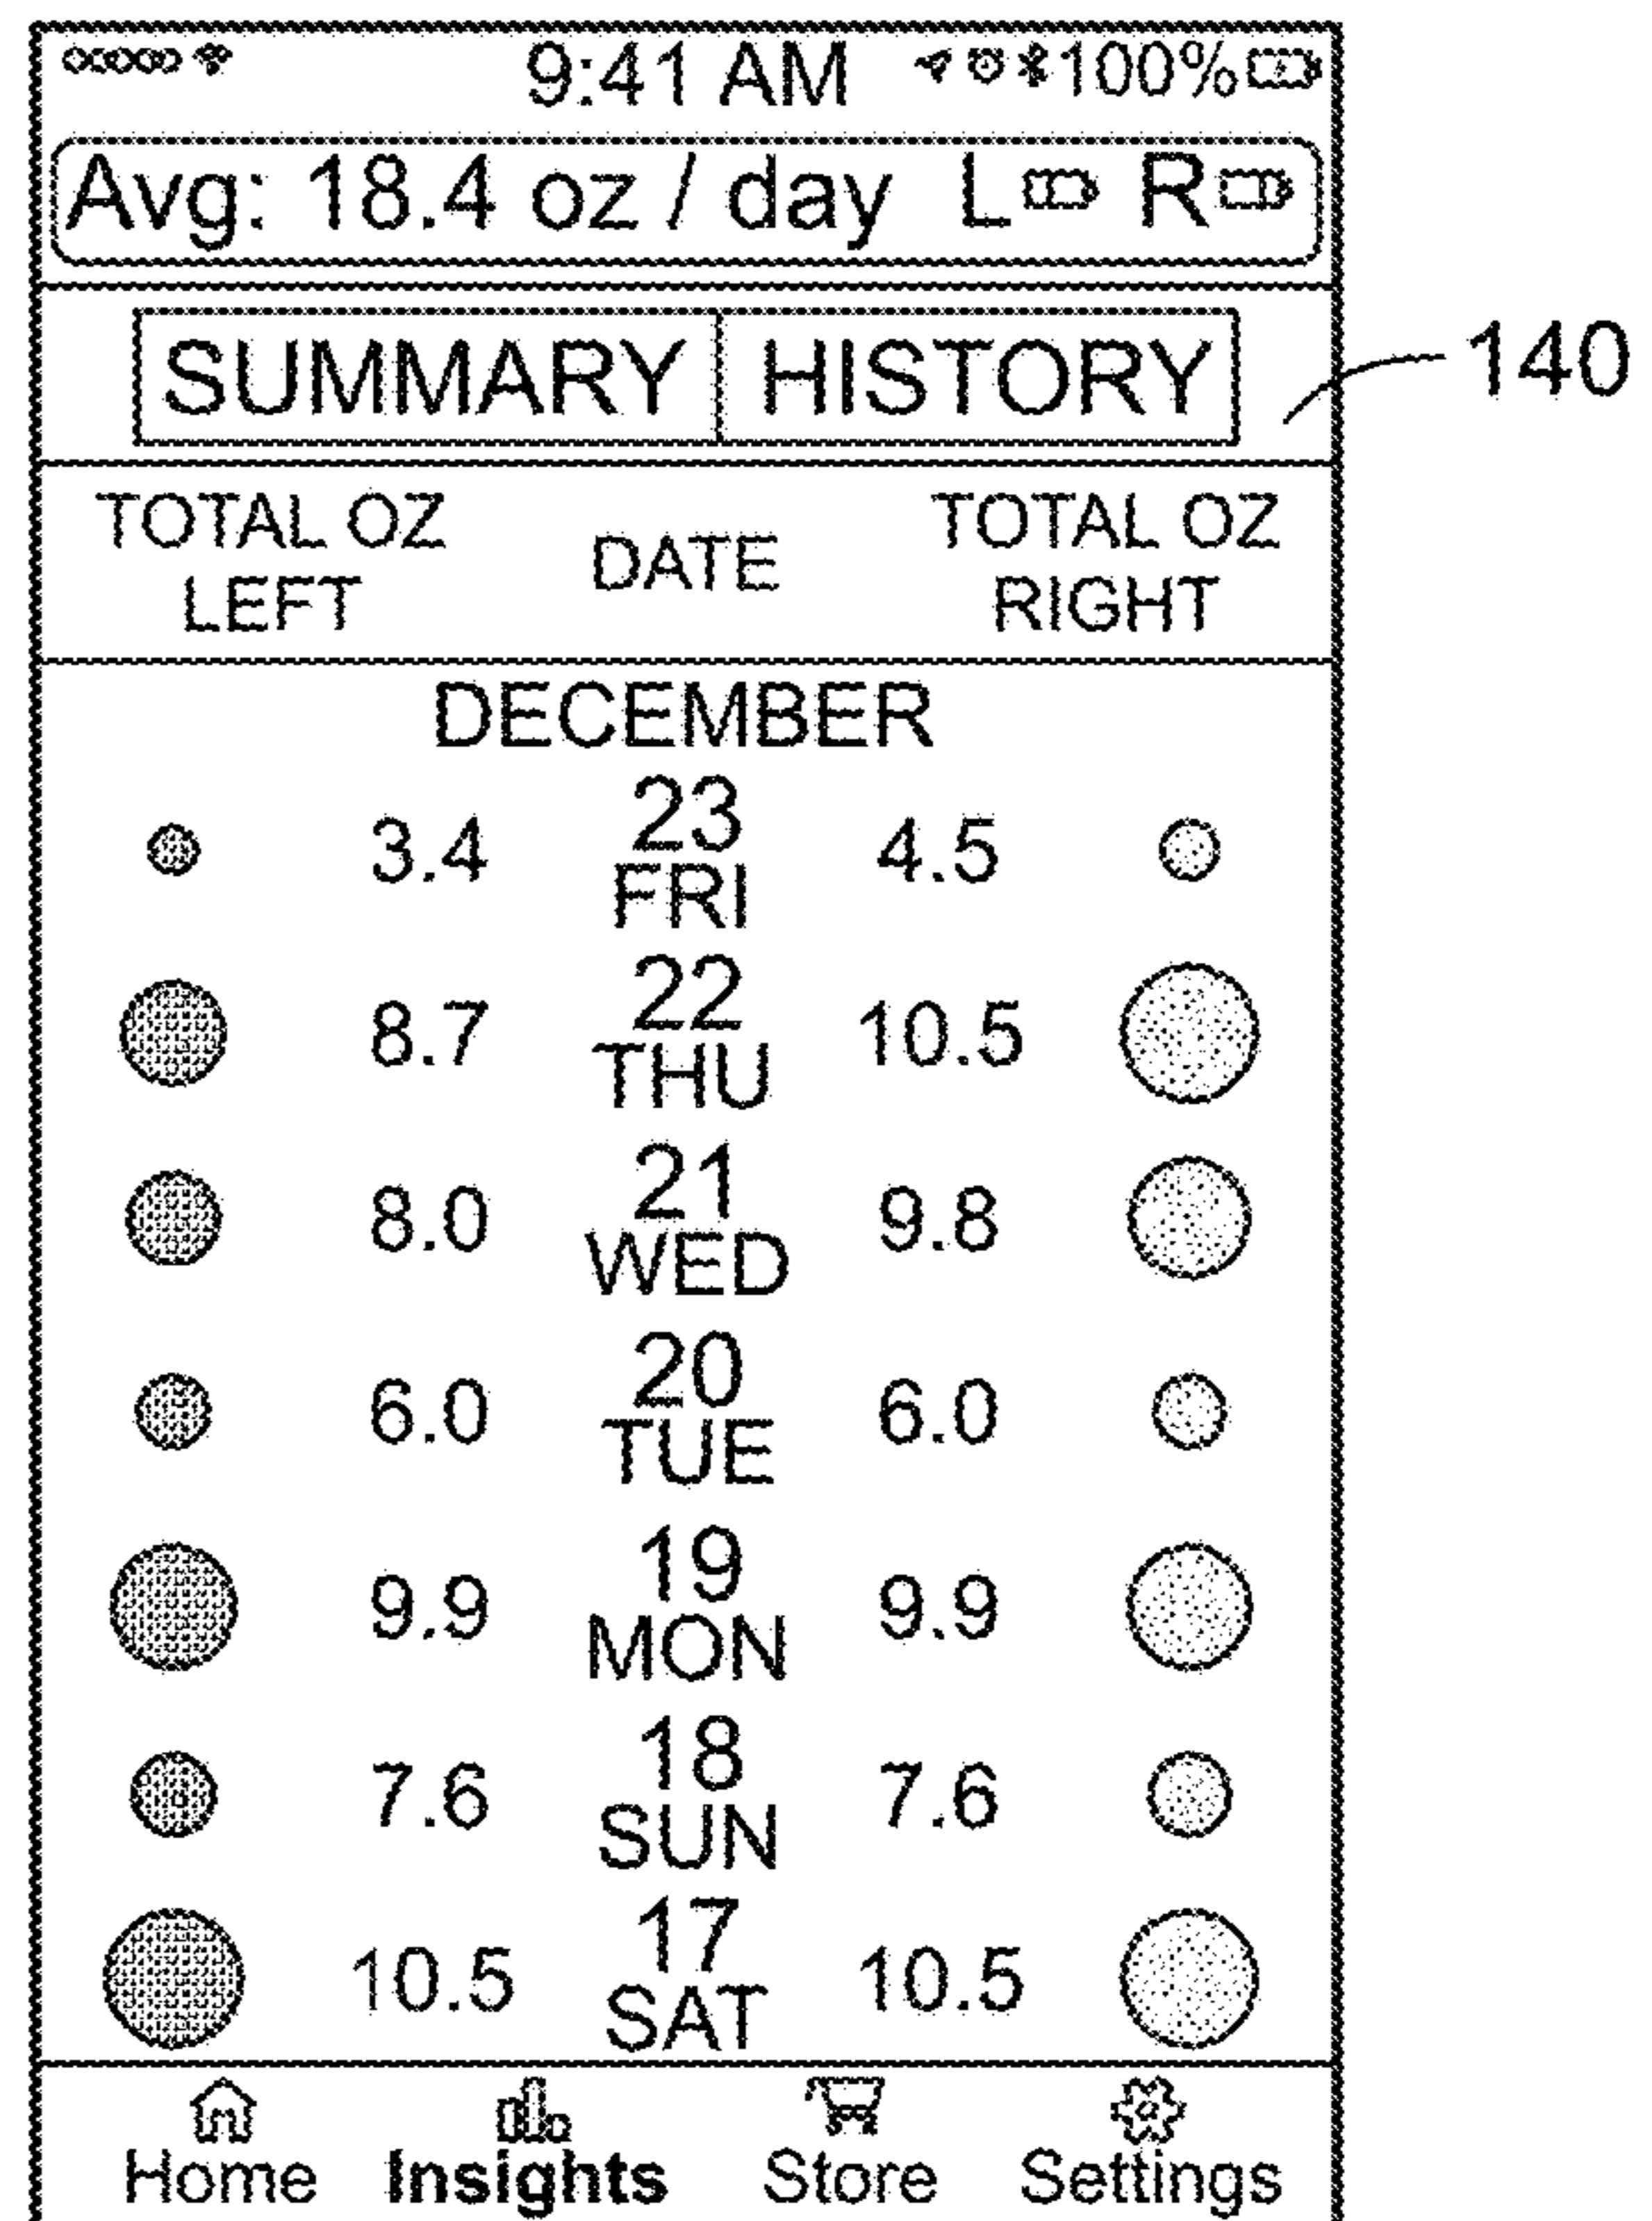 9:41 AM 100%
Avg: 18.4 oz / day L R
SUMMARY HISTORY
140
TOTAL OZ LEFT DATE TOTAL OZ RIGHT
DECEMBER
3.4 23 FRI 4.5
8.7 22 THU 10.5
8.0 21 WED 9.8
6.0 20 TUE 6.0
9.9 19 MON 9.9
7.6 18 SUN 7.6
10.5 17 SAT 10.5
Home Insights Store Settings